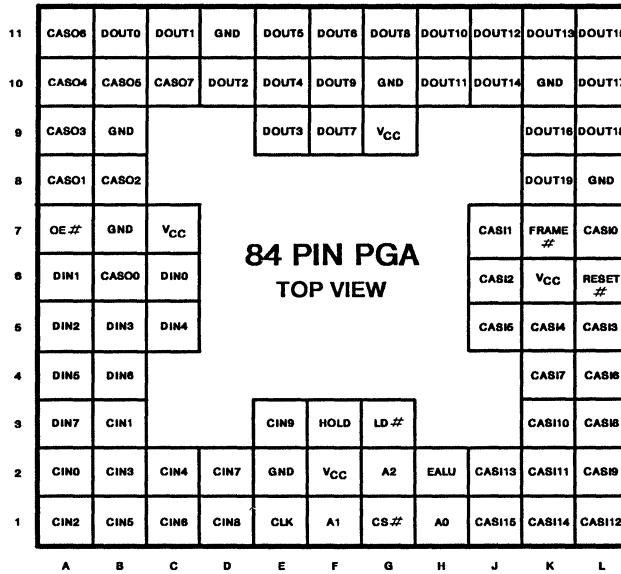 11 CASO6 DOUT0 DOUT1 GND DOUT5 DOUT6 DOUT8 DOUT10 DOUT12 DOUT13 DOUT15
10 CASO4 CASO5 CASO7 DOUT2 DOUT4 DOUT9 GND DOUT11 DOUT14 GND DOUT17
9 CASO3 GND DOUT3 DOUT7 VCC DOUT16 DOUT18
8 CASO1 CASO2 DOUT19 GND
7 OE# GND VCC CASI1 FRAME# CASI0
84 PIN PGA
TOP VIEW
6 DIN1 CASO0 DIN0 CASI2 VCC RESET#
5 DIN2 DIN3 DIN4 CASI5 CASI4 CASI3
4 DIN5 DIN6 CASI7 CASI6
3 DIN7 CIN1 CIN9 HOLD LD# CASI10 CASI8
2 CIN0 CIN3 CIN4 CIN7 GND VCC A2 EALU CASI13 CASI11 CASI9
1 CIN2 CIN5 CIN6 CIN8 CLK A1 CS# A0 CASI15 CASI14 CASI12
A B C D E F G H J K L